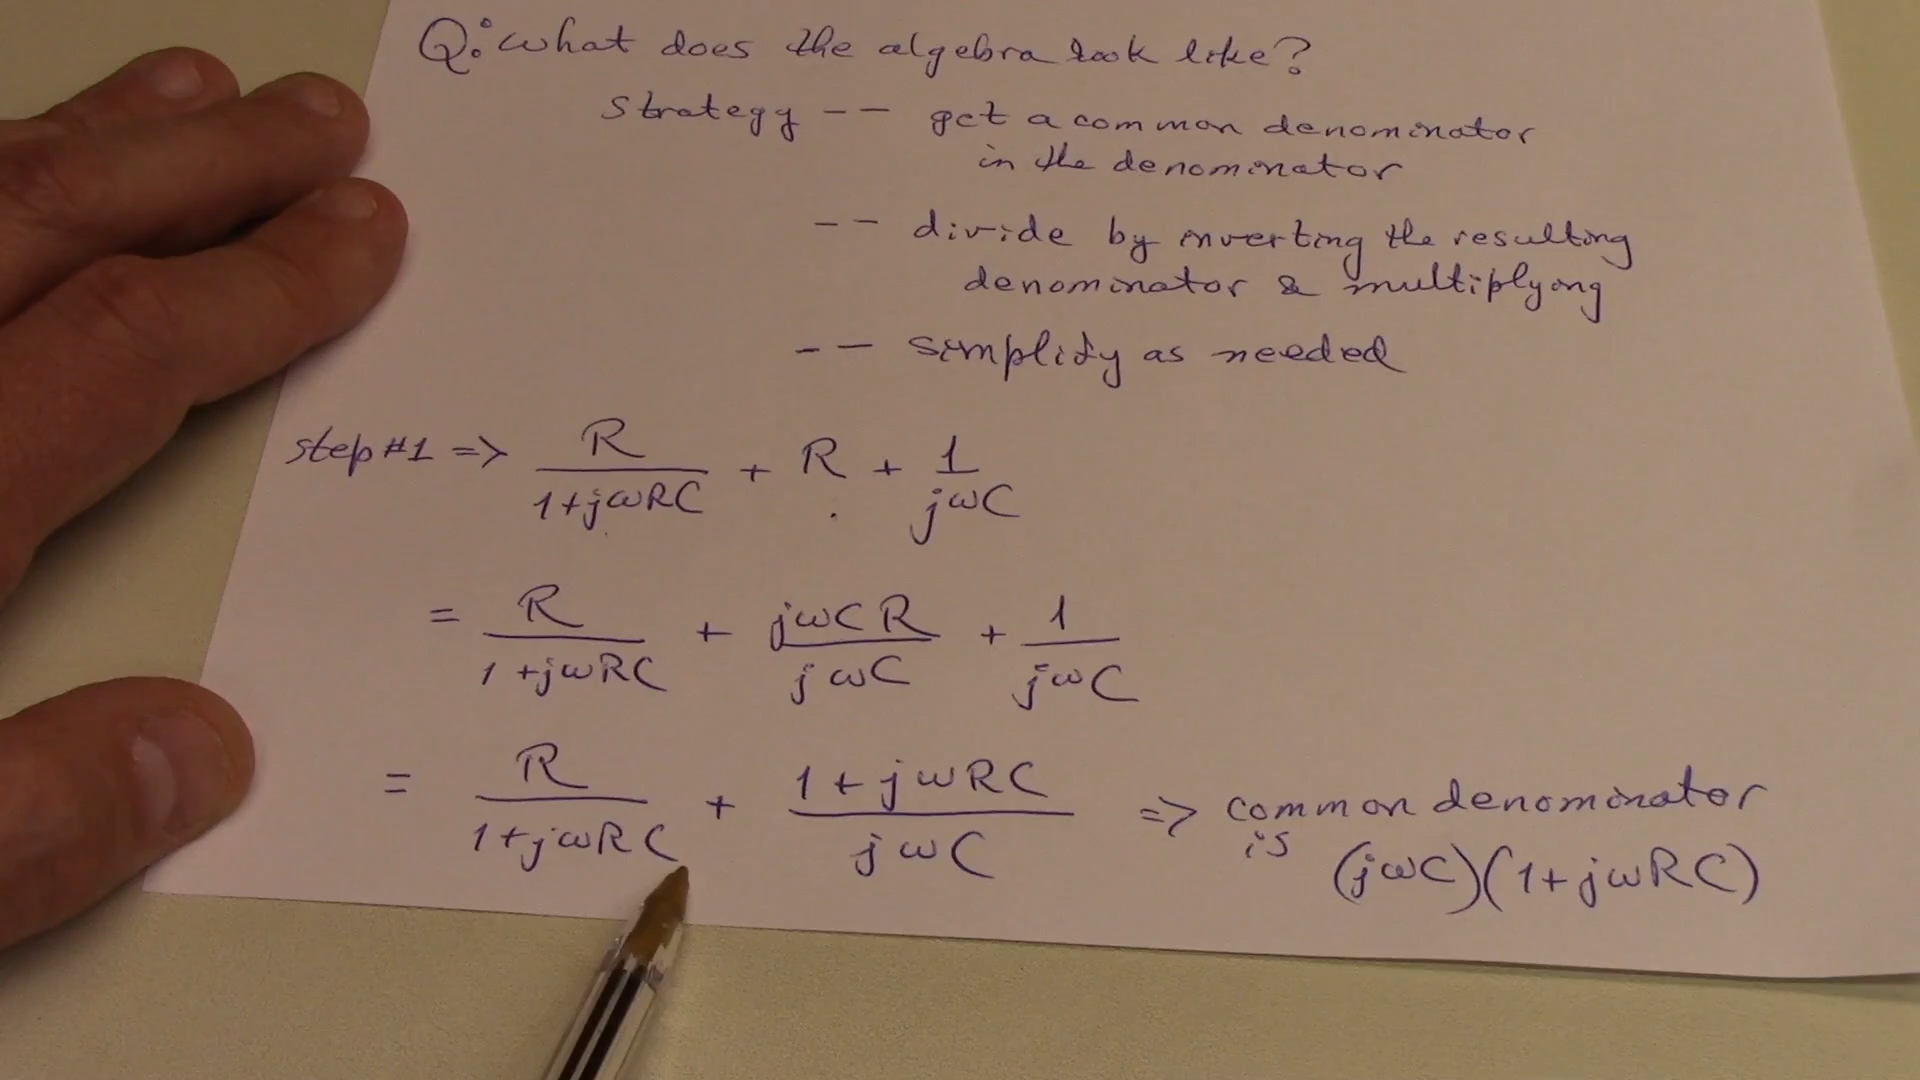 Q: What does the algebra look like?
Strategy -- get a common denominator
in the denominator
-- divide by inverting the resulting
denominator & multiplying
-- simplify as needed
step #1 => R/(1+jωRC) + R + 1/(jωC)
= R/(1+jωRC) + jωCR/(jωC) + 1/(jωC)
= R/(1+jωRC) + (1+jωRC)/(jωC) => common denominator
is (jωC)(1+jωRC)